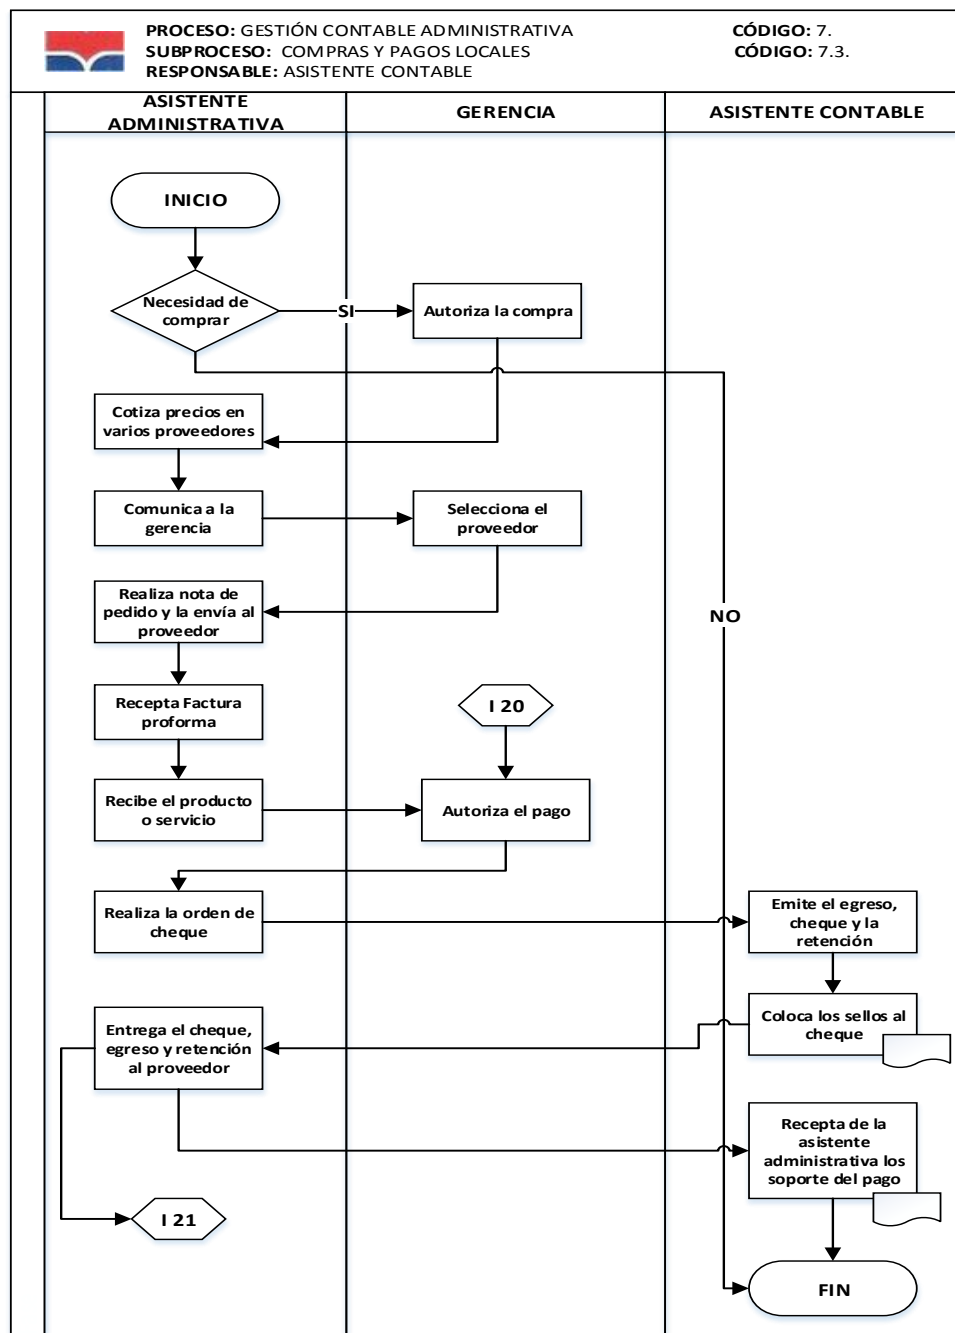 PROCESO: GESTIÓN CONTABLE ADMINISTRATIVA CÓDIGO: 7.
SUBPROCESO: COMPRAS Y PAGOS LOCALES CÓDIGO: 7.3.
RESPONSABLE: ASISTENTE CONTABLE
ASISTENTE
ADMINISTRATIVA
GERENCIA
ASISTENTE CONTABLE
INICIO
Necesidad de
comprar
SI
Autoriza la compra
Cotiza precios en
varios proveedores
Comunica a la
gerencia
Selecciona el
proveedor
Realiza nota de
pedido y la envía al
proveedor
NO
Recepta Factura
proforma
I 20
Recibe el producto
o servicio
Autoriza el pago
Realiza la orden de
cheque
Emite el egreso,
cheque y la
retención
Coloca los sellos al
cheque
Entrega el cheque,
egreso y retención
al proveedor
Recepta de la
asistente
administrativa los
soporte del pago
I 21
FIN